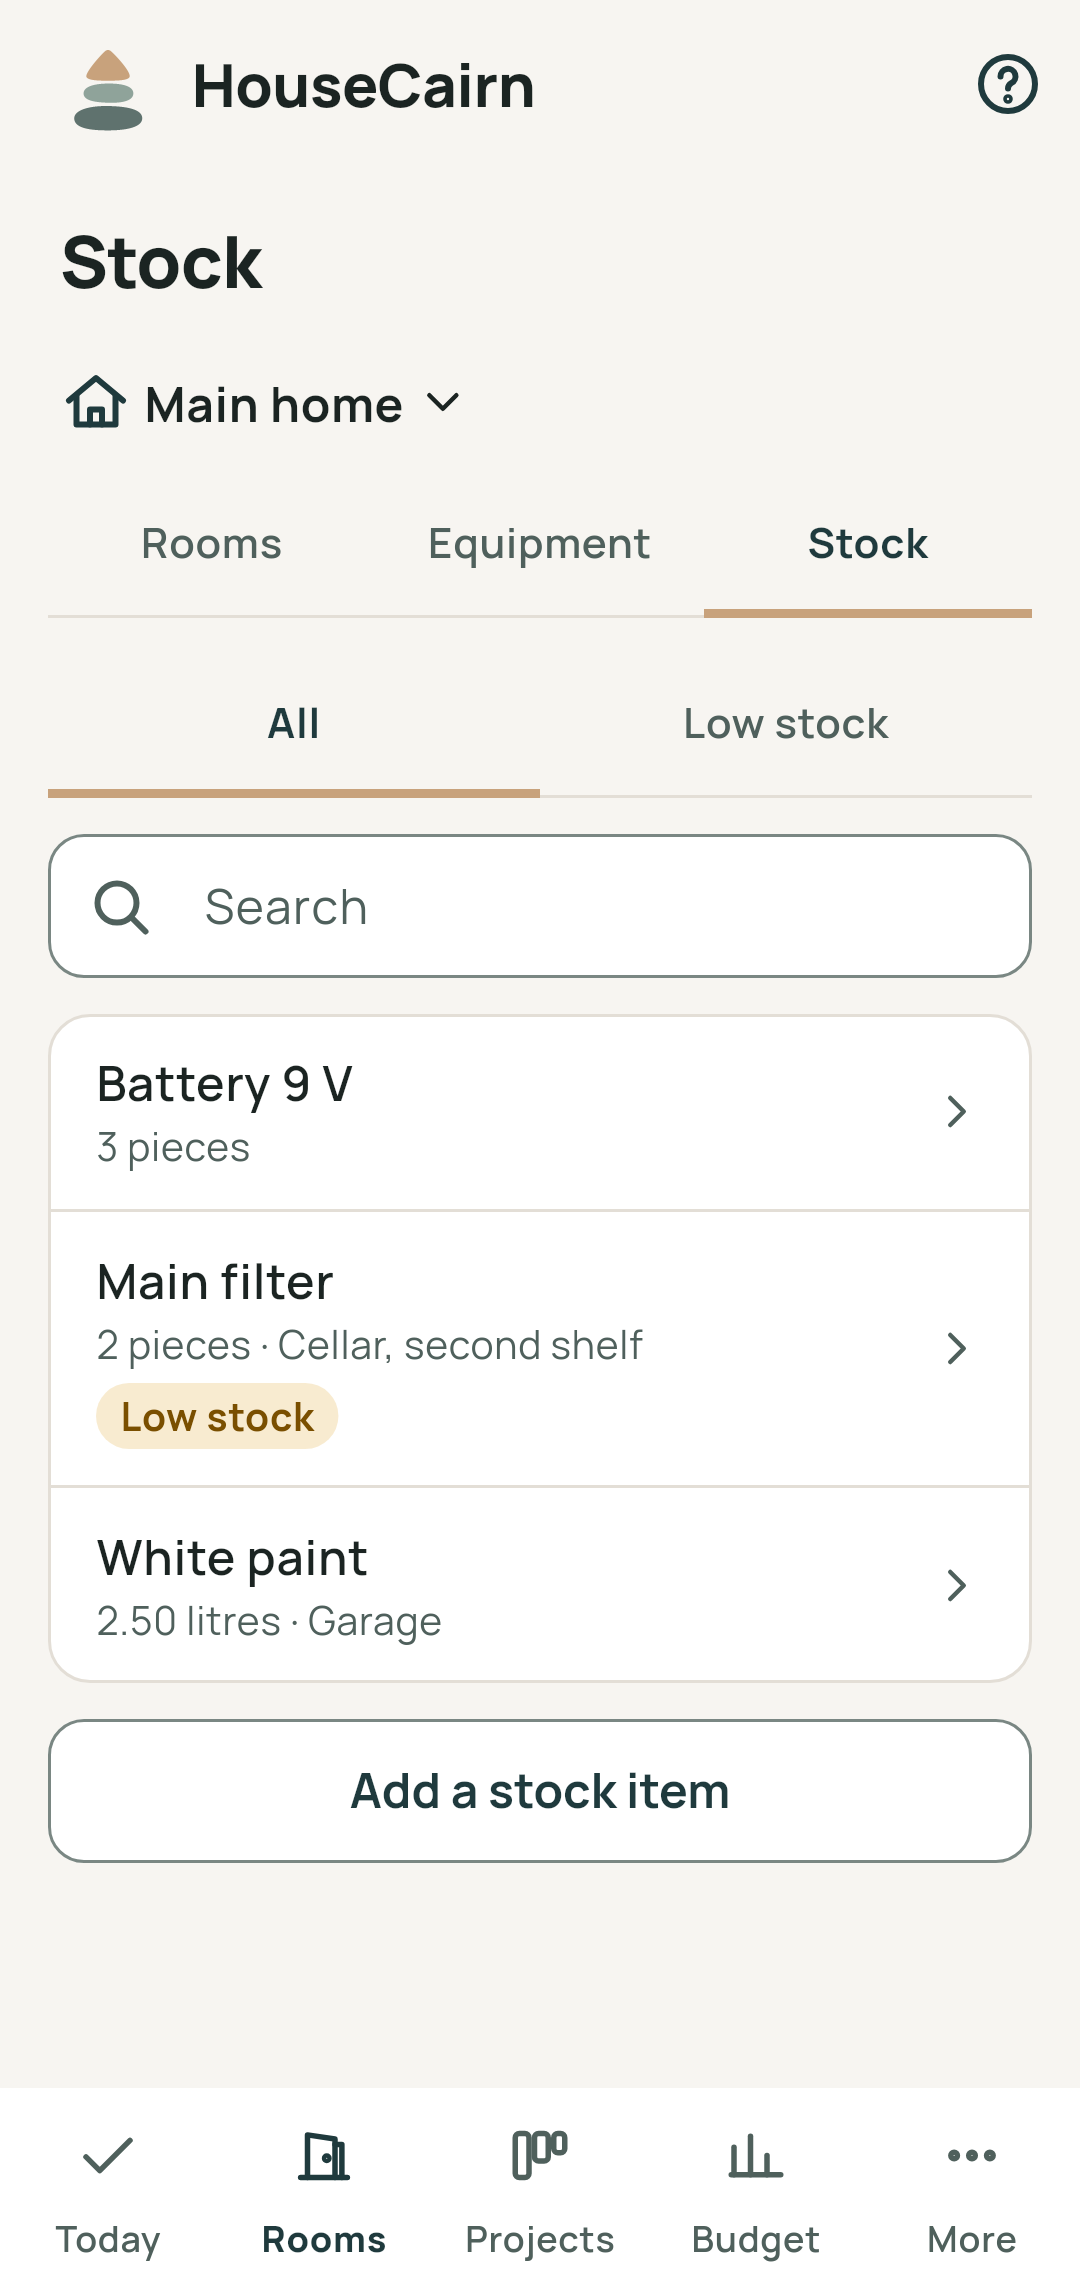 HouseCairn
Stock
Main home
Rooms Equipment Stock
All Low stock
Search
Battery 9 V
3 pieces
Main filter
2 pieces · Cellar, second shelf
Low stock
White paint
2.50 litres · Garage
Add a stock item
Today Rooms Projects Budget More